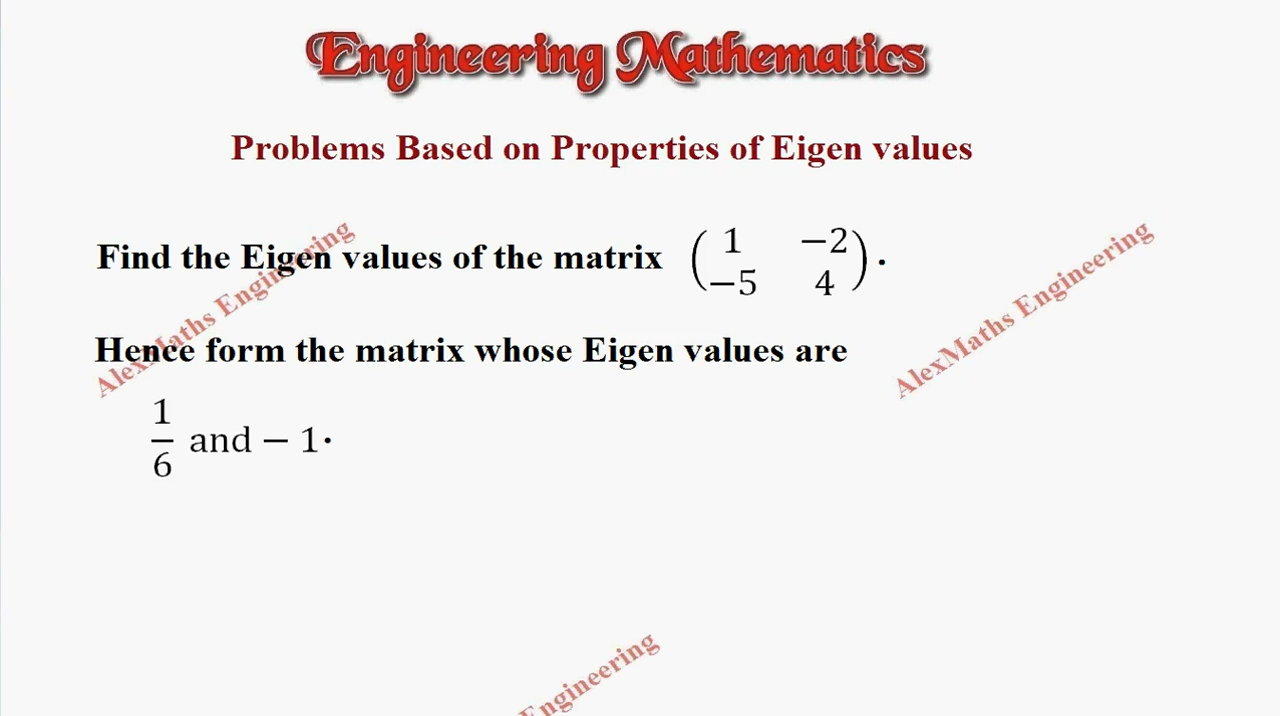 Engineering Mathematics
Problems Based on Properties of Eigen values
Find the Eigen values of the matrix (1 −2
−5 4).
Hence form the matrix whose Eigen values are
1/6 and − 1.
AlexMaths Engineering
AlexMaths Engineering
Engineering